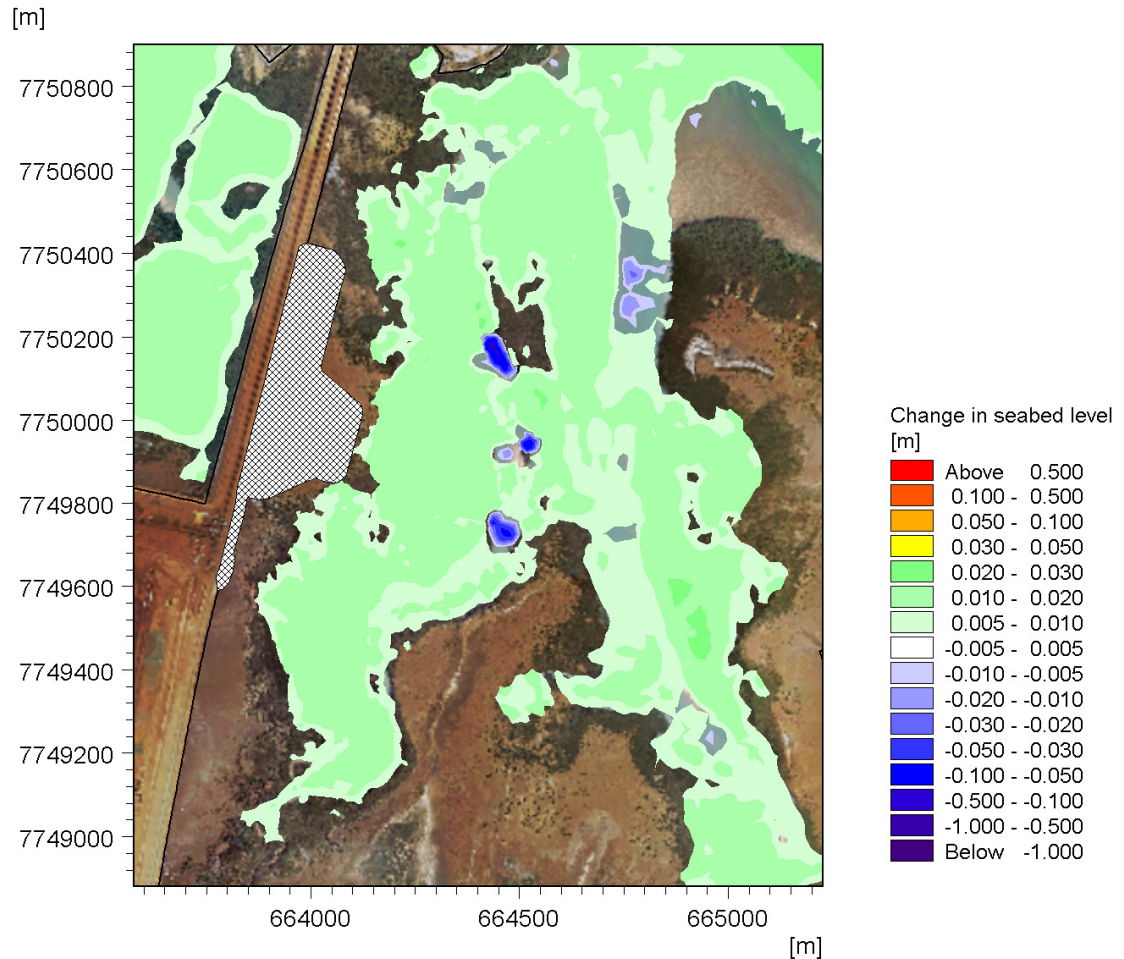 [m]
7750800
7750600
7750400
7750200
7750000
7749800
7749600
7749400
7749200
7749000
664000 664500 665000
[m]
Change in seabed level
[m]
Above 0.500
0.100 - 0.500
0.050 - 0.100
0.030 - 0.050
0.020 - 0.030
0.010 - 0.020
0.005 - 0.010
-0.005 - 0.005
-0.010 - -0.005
-0.020 - -0.010
-0.030 - -0.020
-0.050 - -0.030
-0.100 - -0.050
-0.500 - -0.100
-1.000 - -0.500
Below -1.000